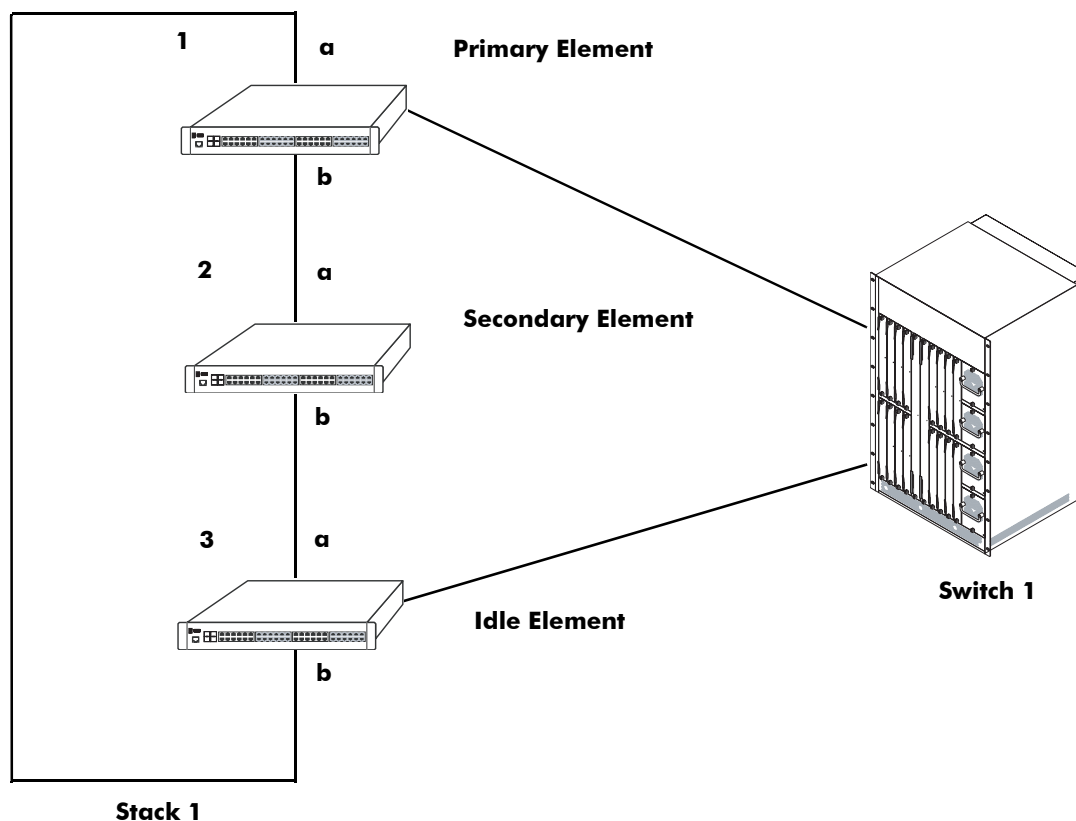 1
a
Primary Element
b
2
a
Secondary Element
b
3
a
Switch 1
Idle Element
b
Stack 1